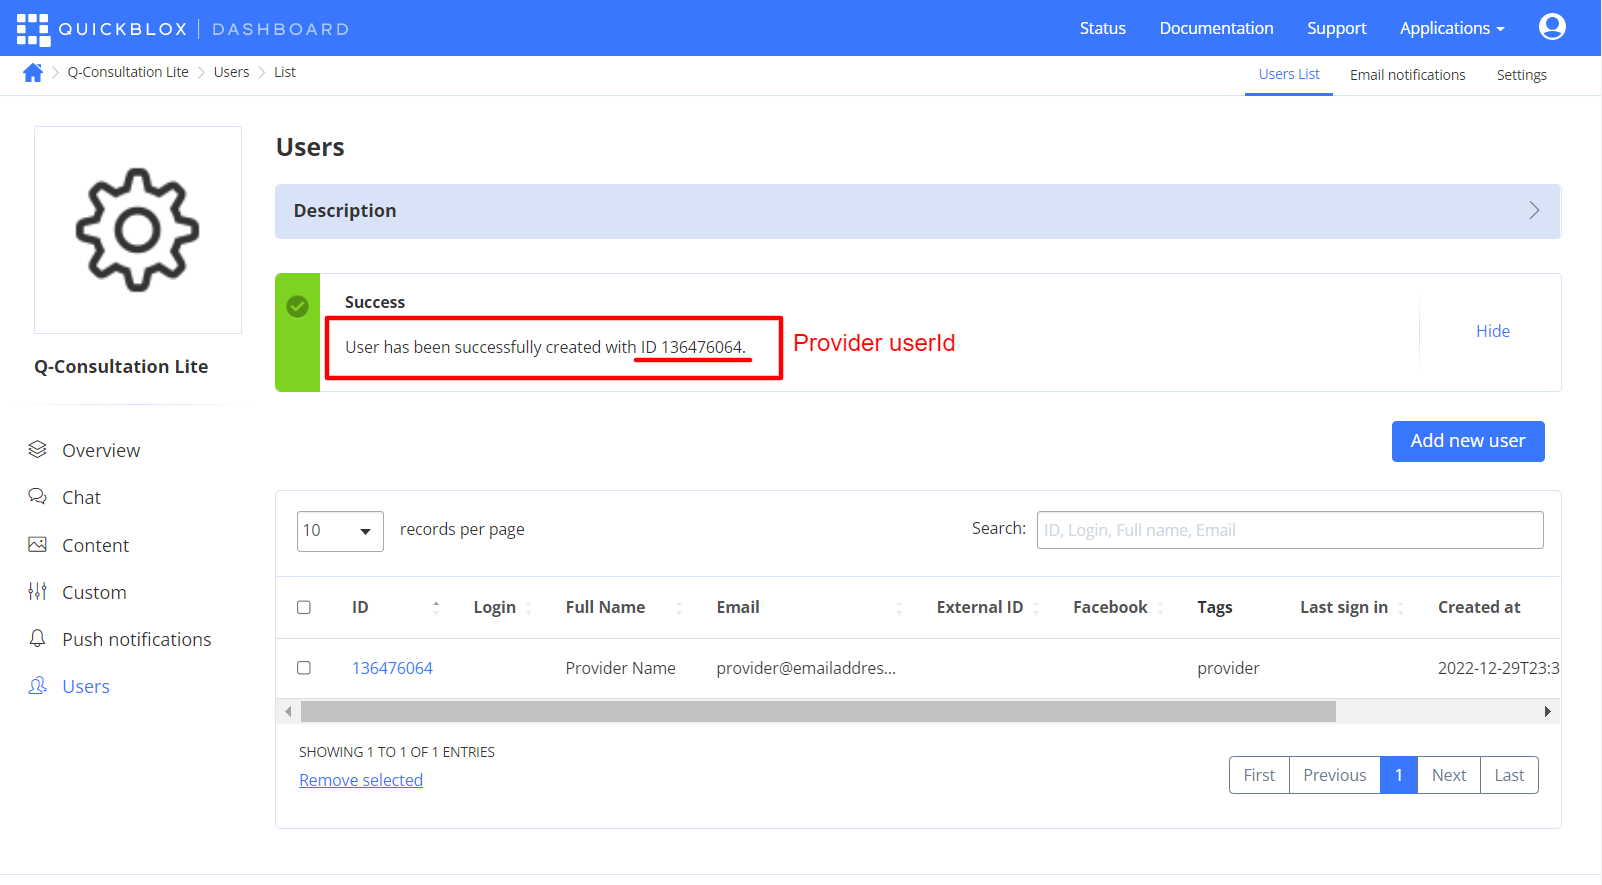 QUICKBLOX | DASHBOARD
Status Documentation Support Applications
Q-Consultation Lite Users List
Users List Email notifications Settings
Users
Description
Success
User has been successfully created with ID 136476064.
Provider userId
Hide
Q-Consultation Lite
Overview
Chat
Content
Custom
Push notifications
Users
Add new user
10 records per page
Search: ID, Login, Full name, Email
ID Login Full Name Email External ID Facebook Tags Last sign in Created at
136476064 Provider Name provider@emailaddres... provider 2022-12-29T23:3
SHOWING 1 TO 1 OF 1 ENTRIES
Remove selected
First Previous 1 Next Last